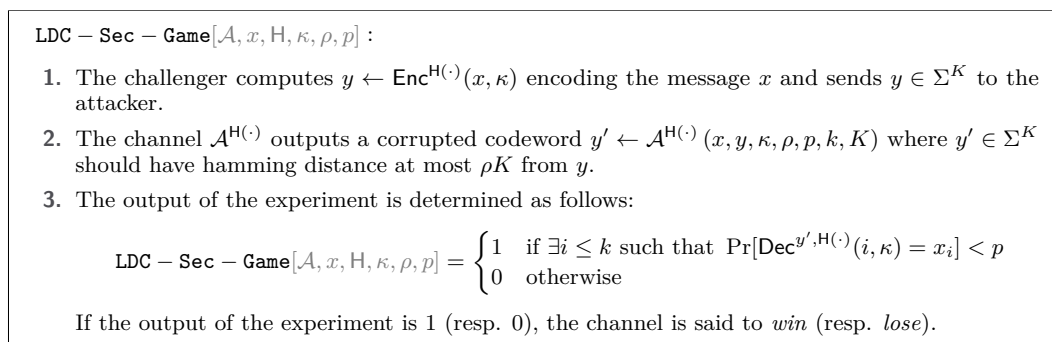 LDC − Sec − Game[𝒜, x, H, κ, ρ, p] :
1. The challenger computes y ← Enc^{H(·)}(x, κ) encoding the message x and sends y ∈ Σ^K to the
attacker.
2. The channel 𝒜^{H(·)} outputs a corrupted codeword y′ ← 𝒜^{H(·)} (x, y, κ, ρ, p, k, K) where y′ ∈ Σ^K
should have hamming distance at most ρK from y.
3. The output of the experiment is determined as follows:
LDC − Sec − Game[𝒜, x, H, κ, ρ, p] = { 1 if ∃i ≤ k such that Pr[Dec^{y′,H(·)}(i, κ) = x_i] < p
0 otherwise
If the output of the experiment is 1 (resp. 0), the channel is said to win (resp. lose).